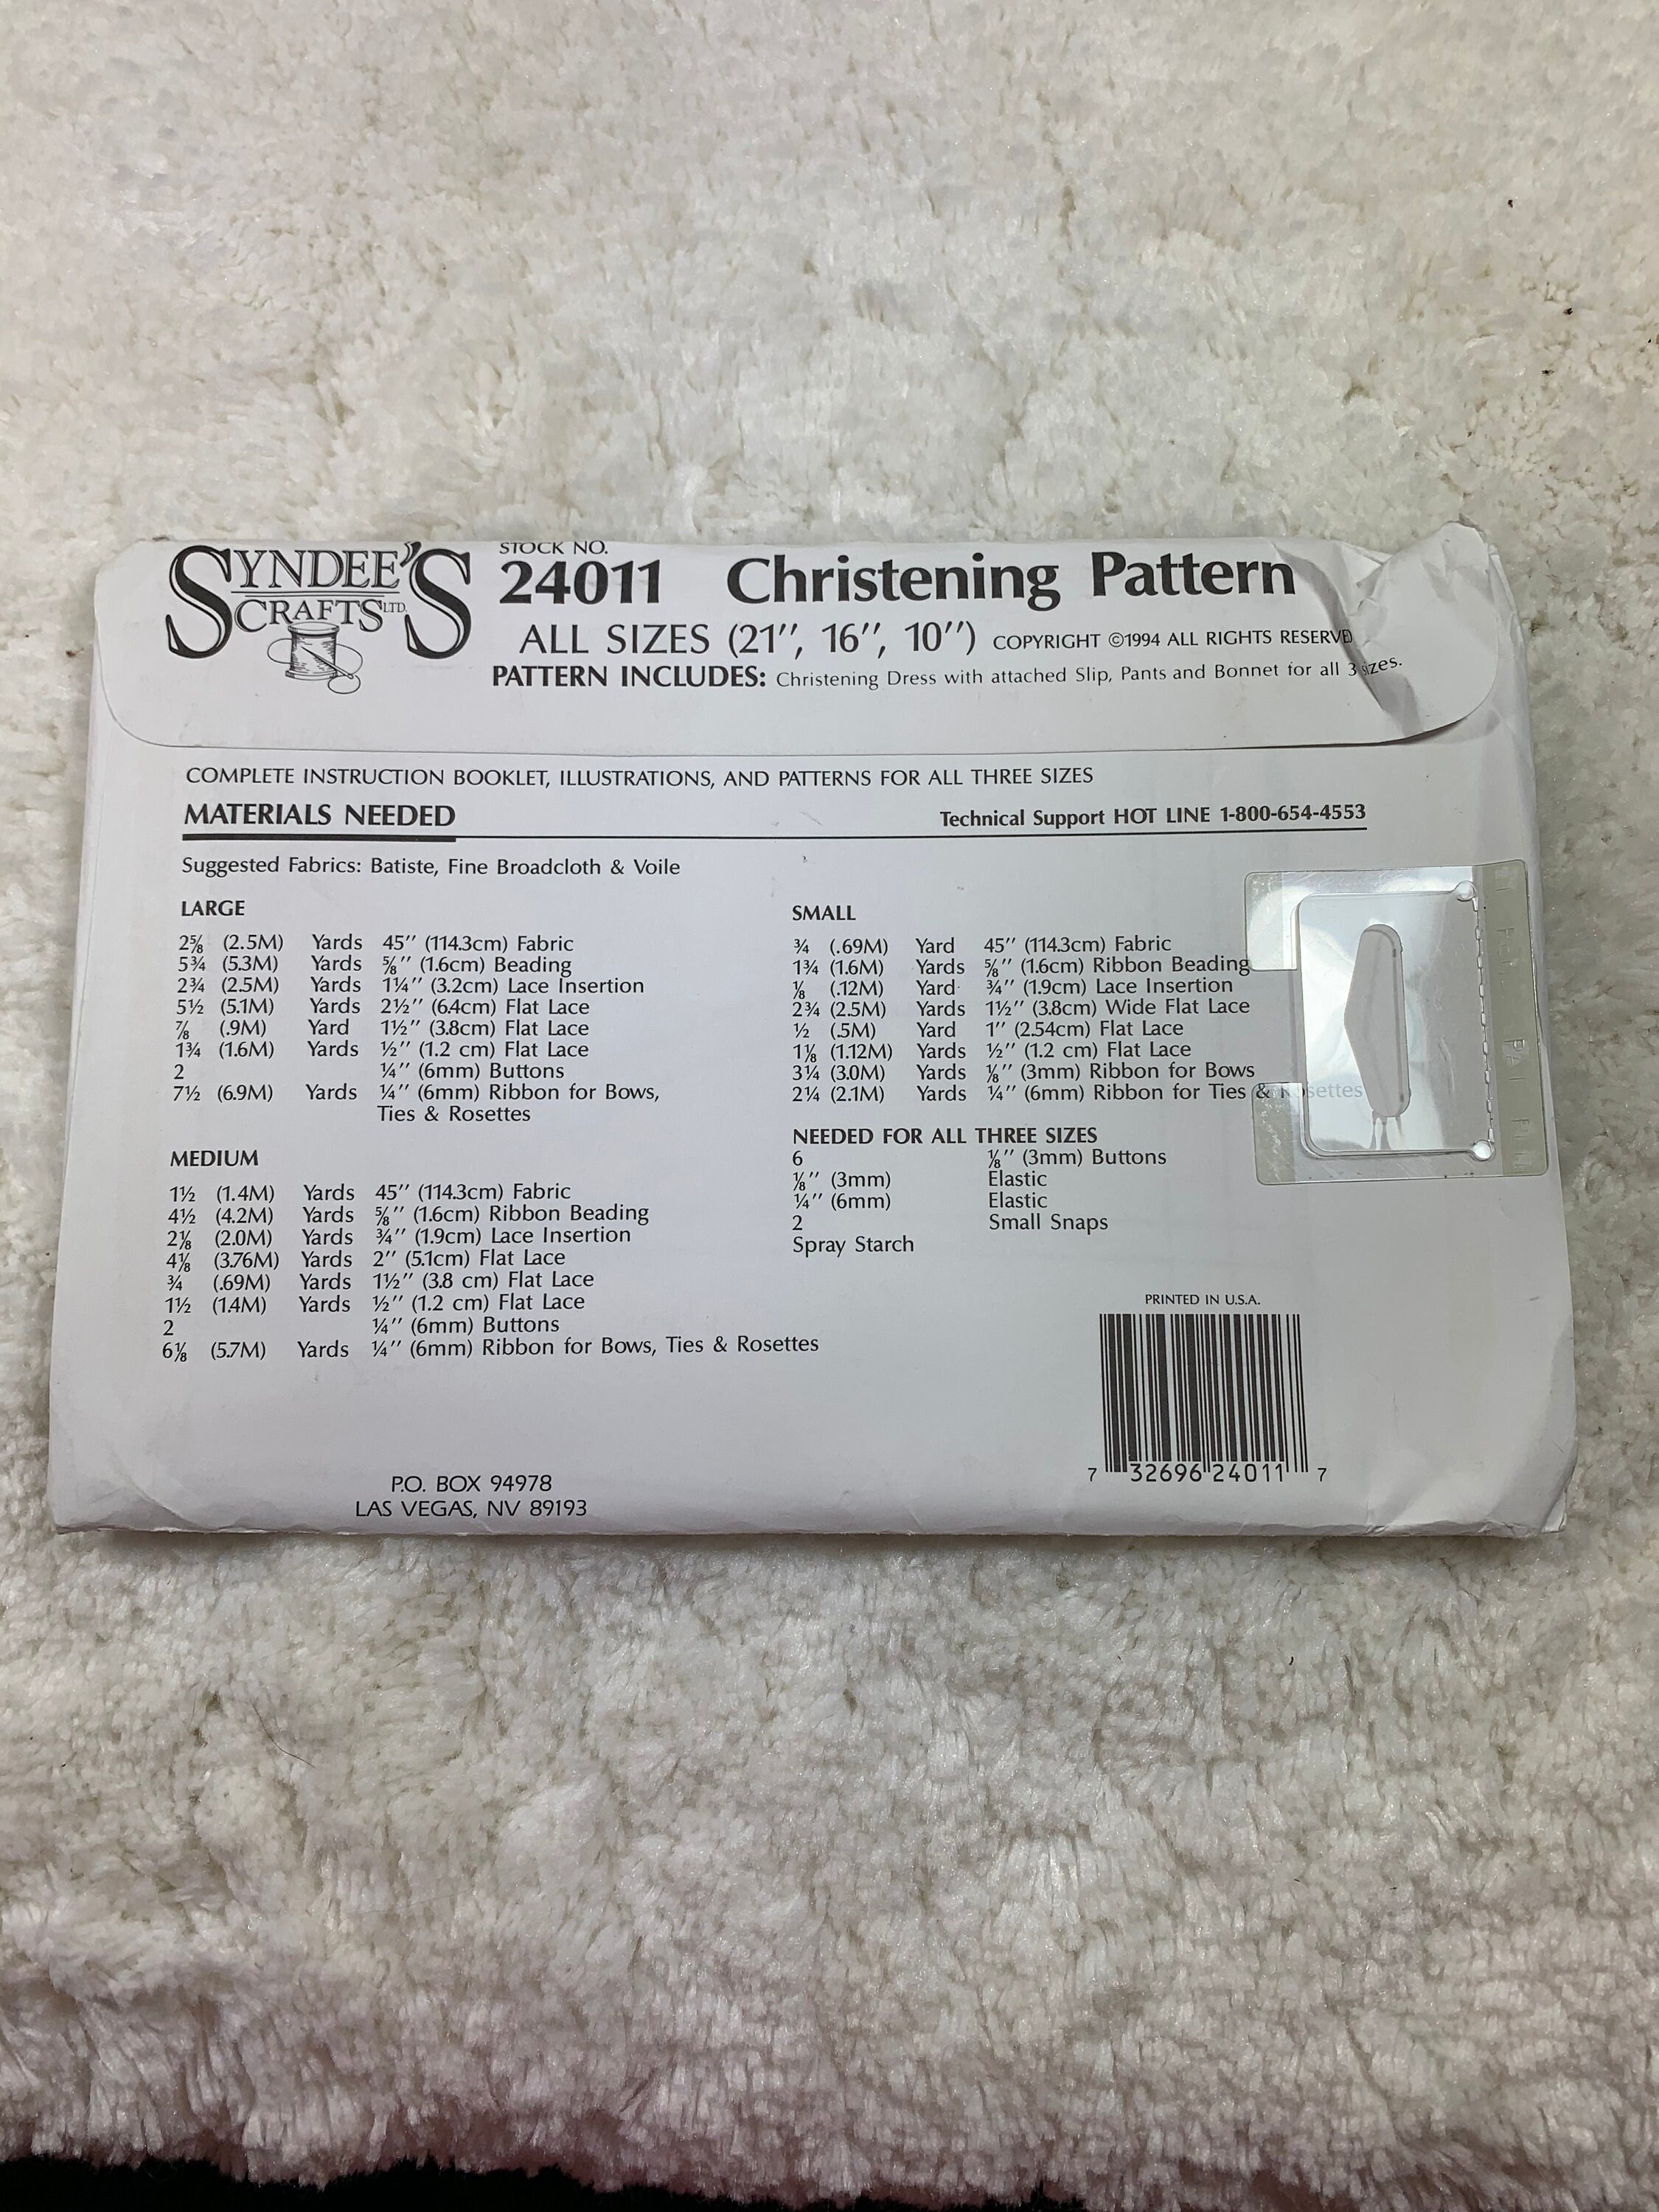 SYNDEE'S
CRAFTS LTD.
STOCK NO.
24011 Christening Pattern
ALL SIZES (21", 16", 10") COPYRIGHT ©1994 ALL RIGHTS RESERVED
PATTERN INCLUDES: Christening Dress with attached Slip, Pants and Bonnet for all 3 sizes.
COMPLETE INSTRUCTION BOOKLET, ILLUSTRATIONS, AND PATTERNS FOR ALL THREE SIZES
MATERIALS NEEDED
Technical Support HOT LINE 1-800-654-4553
Suggested Fabrics: Batiste, Fine Broadcloth & Voile
LARGE
2⅝ (2.5M) Yards 45" (114.3cm) Fabric
5¾ (5.3M) Yards ⅝" (1.6cm) Beading
2¾ (2.5M) Yards 1¼" (3.2cm) Lace Insertion
5½ (5.1M) Yards 2½" (6.4cm) Flat Lace
⅞ (.9M) Yard 1½" (3.8cm) Flat Lace
1¾ (1.6M) Yards ½" (1.2 cm) Flat Lace
2 ¼" (6mm) Buttons
7½ (6.9M) Yards ¼" (6mm) Ribbon for Bows,
Ties & Rosettes
MEDIUM
1½ (1.4M) Yards 45" (114.3cm) Fabric
4½ (4.2M) Yards ⅝" (1.6cm) Ribbon Beading
2⅛ (2.0M) Yards ¾" (1.9cm) Lace Insertion
4⅛ (3.76M) Yards 2" (5.1cm) Flat Lace
¾ (.69M) Yards 1½" (3.8 cm) Flat Lace
1½ (1.4M) Yards ½" (1.2 cm) Flat Lace
2 ¼" (6mm) Buttons
6⅛ (5.7M) Yards ¼" (6mm) Ribbon for Bows, Ties & Rosettes
SMALL
¾ (.69M) Yard 45" (114.3cm) Fabric
1¾ (1.6M) Yards ⅝" (1.6cm) Ribbon Beading
⅛ (.12M) Yard ¾" (1.9cm) Lace Insertion
2¾ (2.5M) Yards 1½" (3.8cm) Wide Flat Lace
½ (.5M) Yard 1" (2.54cm) Flat Lace
1⅛ (1.12M) Yards ½" (1.2 cm) Flat Lace
3¼ (3.0M) Yards ⅛" (3mm) Ribbon for Bows
2¼ (2.1M) Yards ¼" (6mm) Ribbon for Ties & Rosettes
NEEDED FOR ALL THREE SIZES
6 ⅛" (3mm) Buttons
⅛" (3mm) Elastic
¼" (6mm) Elastic
2 Small Snaps
Spray Starch
PRINTED IN U.S.A.
7 32696 24011 7
P.O. BOX 94978
LAS VEGAS, NV 89193